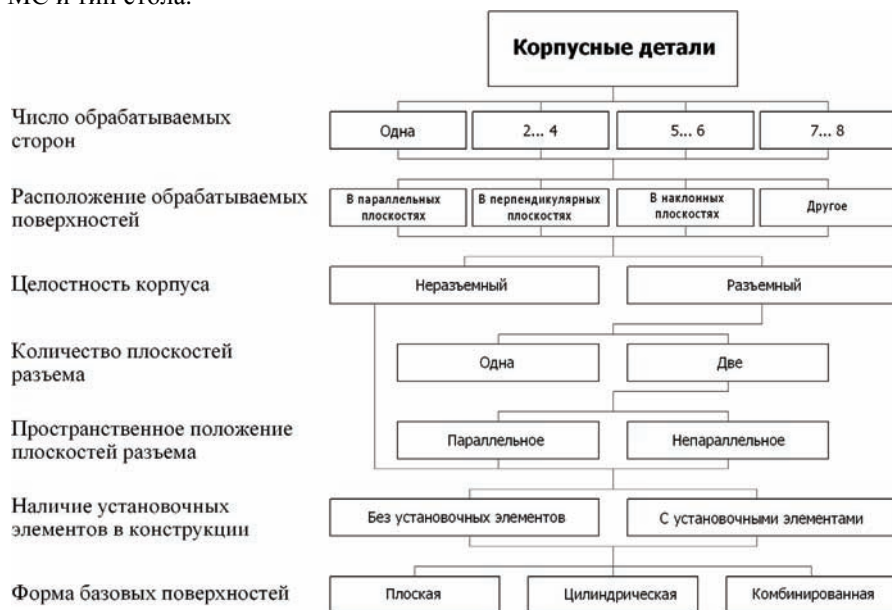 МС и тип стола.
Корпусные детали
Число обрабатываемых
сторон
Одна
2... 4
5... 6
7... 8
Расположение обрабатываемых
поверхностей
В параллельных
плоскостях
В перпендикулярных
плоскостях
В наклонных
плоскостях
Другое
Целостность корпуса
Неразъемный
Разъемный
Количество плоскостей
разъема
Одна
Две
Пространственное положение
плоскостей разъема
Параллельное
Непараллельное
Наличие установочных
элементов в конструкции
Без установочных элементов
С установочными элементами
Форма базовых поверхностей
Плоская
Цилиндрическая
Комбинированная